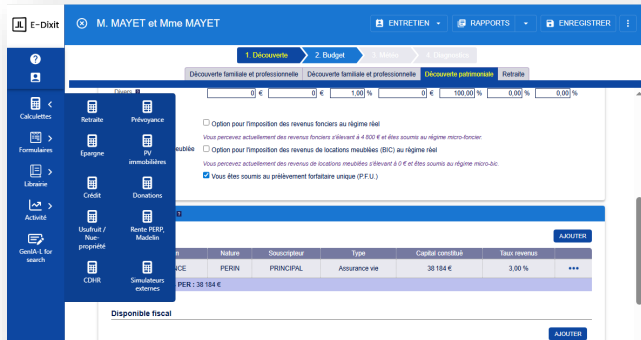 JL E-Dixit
M. MAYET et Mme MAYET
ENTRETIEN
RAPPORTS
ENREGISTRER
1. Découverte
2. Budget
4. Diagnostics
Découverte familiale et professionnelle
Découverte familiale et professionnelle
Découverte patrimoniale
Retraite
Calculettes
Formulaires
Librairie
Activité
GenIA-L for
search
Retraite
Prévoyance
Epargne
PV
immobilières
Crédit
Donations
Usufruit /
Nue-
propriété
Rente PERP,
Madelin
CDHR
Simulateurs
externes
Divers
0 € 0 € 1,00 % 0 € 100,00 % 0,00 % 0,00 %
Option pour l'imposition des revenus fonciers au régime réel
Vous percevez actuellement des revenus fonciers s'élevant à 4 800 € et êtes soumis au régime micro-foncier.
eublée
Option pour l'imposition des revenus de locations meublées (BIC) au régime réel
Vous percevez actuellement des revenus de locations meublées s'élevant à 0 € et êtes soumis au régime micro-bic.
Vous êtes soumis au prélèvement forfaitaire unique (P.F.U.)
AJOUTER
n Nature Souscripteur Type Capital constitué Taux revenus
NCE PERIN PRINCIPAL Assurance vie 38 184 € 3,00 %
PER : 38 184 €
Disponible fiscal
AJOUTER